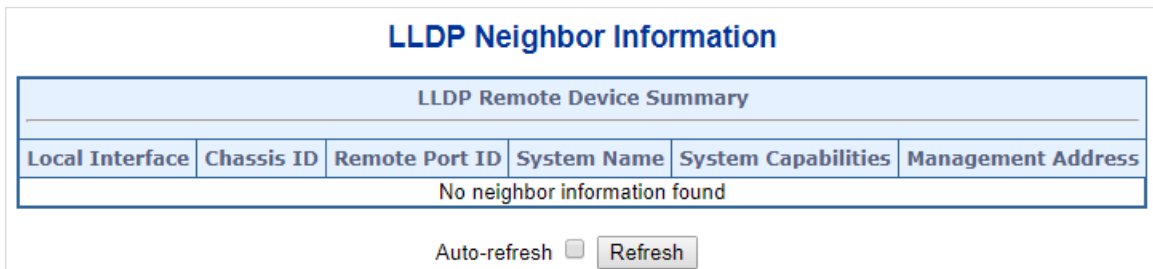 LLDP Neighbor Information
LLDP Remote Device Summary
Local Interface Chassis ID Remote Port ID System Name System Capabilities Management Address
No neighbor information found
Auto-refresh Refresh